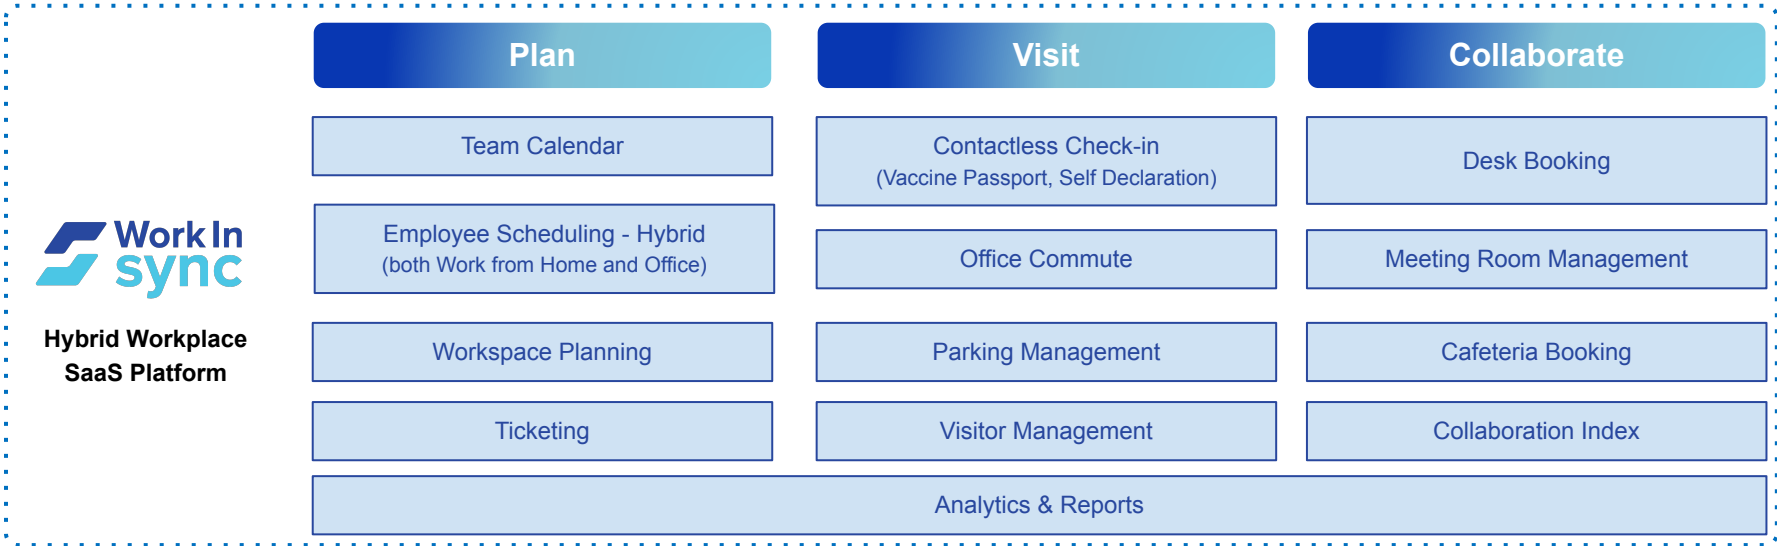 Plan
Visit
Collaborate
Team Calendar
Contactless Check-in
(Vaccine Passport, Self Declaration)
Desk Booking
WorkIn
sync
Hybrid Workplace
SaaS Platform
Employee Scheduling - Hybrid
(both Work from Home and Office)
Office Commute
Meeting Room Management
Workspace Planning
Parking Management
Cafeteria Booking
Ticketing
Visitor Management
Collaboration Index
Analytics & Reports